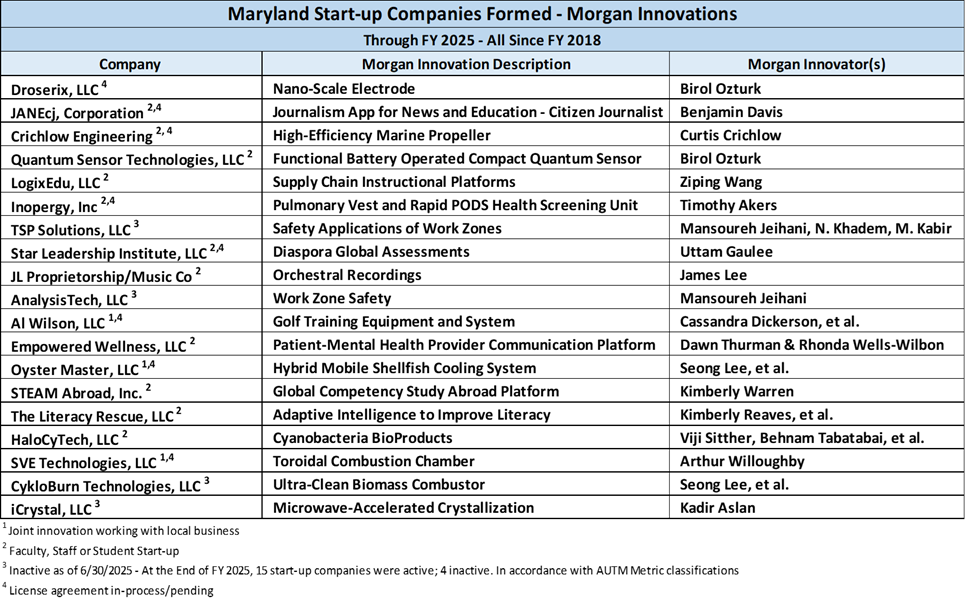 Maryland Start-up Companies Formed - Morgan Innovations
Through FY 2025 - All Since FY 2018
Company Morgan Innovation Description Morgan Innovator(s)
Droserix, LLC 4 Nano-Scale Electrode Birol Ozturk
JANEcj, Corporation 2,4 Journalism App for News and Education - Citizen Journalist Benjamin Davis
Crichlow Engineering 2, 4 High-Efficiency Marine Propeller Curtis Crichlow
Quantum Sensor Technologies, LLC 2 Functional Battery Operated Compact Quantum Sensor Birol Ozturk
LogixEdu, LLC 2 Supply Chain Instructional Platforms Ziping Wang
Inopergy, Inc 2,4 Pulmonary Vest and Rapid PODS Health Screening Unit Timothy Akers
TSP Solutions, LLC 3 Safety Applications of Work Zones Mansoureh Jeihani, N. Khadem, M. Kabir
Star Leadership Institute, LLC 2,4 Diaspora Global Assessments Uttam Gaulee
JL Proprietorship/Music Co 2 Orchestral Recordings James Lee
AnalysisTech, LLC 3 Work Zone Safety Mansoureh Jeihani
Al Wilson, LLC 1,4 Golf Training Equipment and System Cassandra Dickerson, et al.
Empowered Wellness, LLC 2 Patient-Mental Health Provider Communication Platform Dawn Thurman & Rhonda Wells-Wilbon
Oyster Master, LLC 1,4 Hybrid Mobile Shellfish Cooling System Seong Lee, et al.
STEAM Abroad, Inc. 2 Global Competency Study Abroad Platform Kimberly Warren
The Literacy Rescue, LLC 2 Adaptive Intelligence to Improve Literacy Kimberly Reaves, et al.
HaloCyTech, LLC 2 Cyanobacteria BioProducts Viji Sitther, Behnam Tabatabai, et al.
SVE Technologies, LLC 1,4 Toroidal Combustion Chamber Arthur Willoughby
CykloBurn Technologies, LLC 3 Ultra-Clean Biomass Combustor Seong Lee, et al.
iCrystal, LLC 3 Microwave-Accelerated Crystallization Kadir Aslan
1 Joint innovation working with local business
2 Faculty, Staff or Student Start-up
3 Inactive as of 6/30/2025 - At the End of FY 2025, 15 start-up companies were active; 4 inactive. In accordance with AUTM Metric classifications
4 License agreement in-process/pending